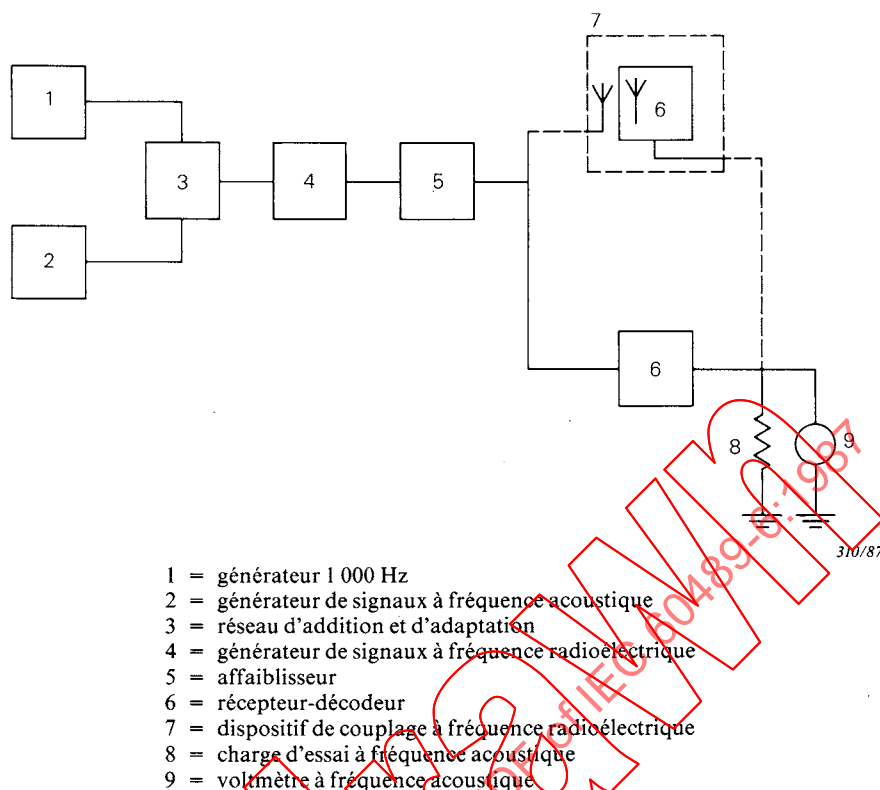 7
1
6
3
4
5
2
6
8
9
310/87
1 = générateur 1 000 Hz
2 = générateur de signaux à fréquence acoustique
3 = réseau d'addition et d'adaptation
4 = générateur de signaux à fréquence radioélectrique
5 = affaiblisseur
6 = récepteur-décodeur
7 = dispositif de couplage à fréquence radioélectrique
8 = charge d'essai à fréquence acoustique
9 = voltmètre à fréquence acoustique
of IEC 60489-6:1987